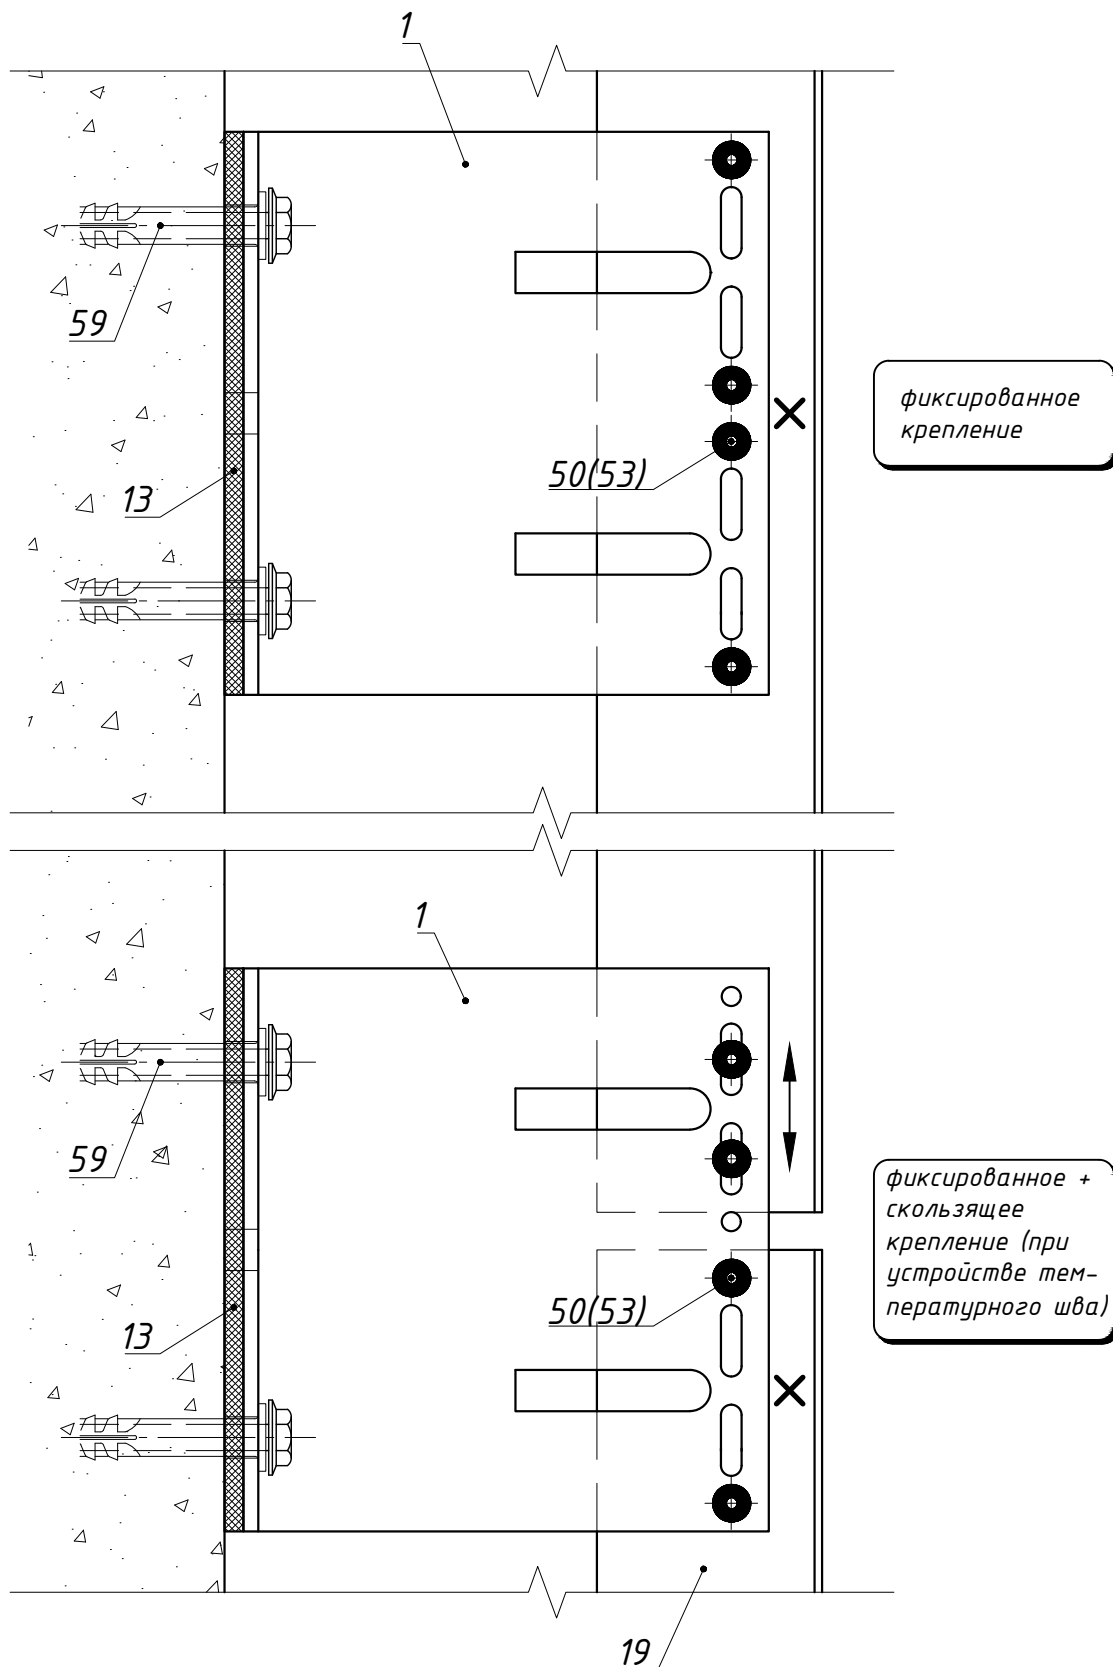 1
59
13
50(53)
фиксированное
крепление
1
59
13
50(53)
фиксированное +
скользящее
крепление (при
устройстве тем-
пературного шва)
19